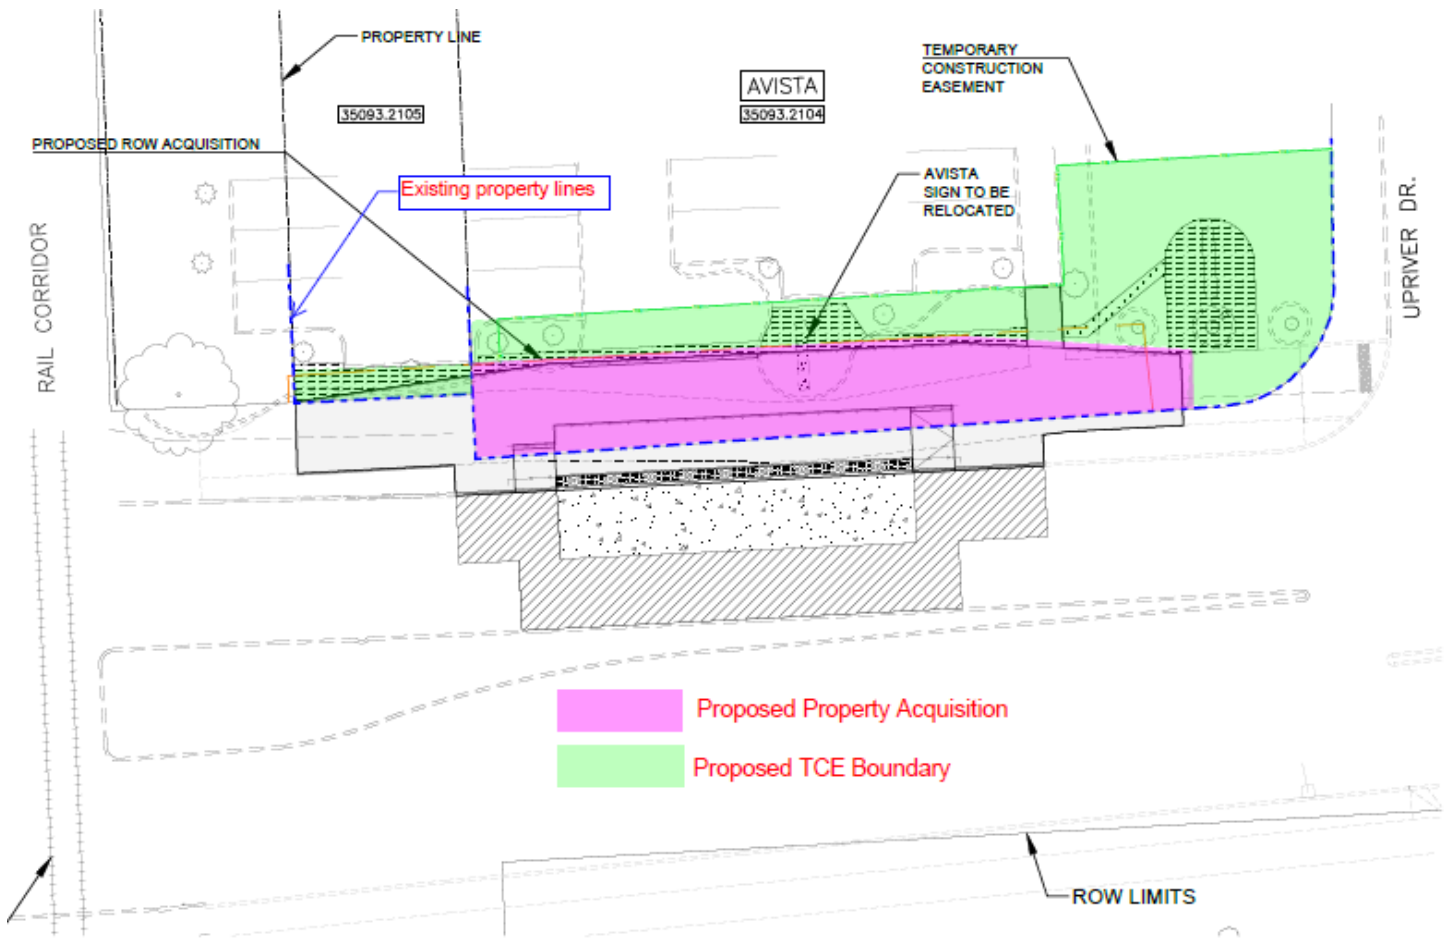 PROPERTY LINE
TEMPORARY
CONSTRUCTION
EASEMENT
AVISTA
35093.2105
35093.2104
PROPOSED ROW ACQUISITION
Existing property lines
AVISTA
SIGN TO BE
RELOCATED
RAIL CORRIDOR
UPRIVER DR.
Proposed Property Acquisition
Proposed TCE Boundary
ROW LIMITS